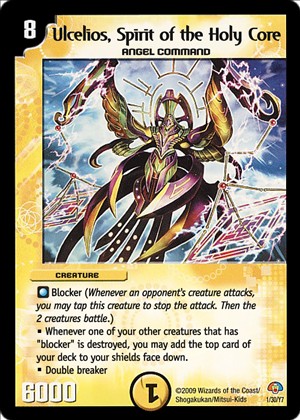 8 Ulcelios, Spirit of the Holy Core
ANGEL COMMAND
CREATURE
Blocker (Whenever an opponent's creature attacks,
you may tap this creature to stop the attack. Then the
2 creatures battle.)
▪ Whenever one of your other creatures that has
"blocker" is destroyed, you may add the top card of
your deck to your shields face down.
▪ Double breaker
6000
1
©2009 Wizards of the Coast/
Shogakukan/Mitsui-Kids
1/30/Y7